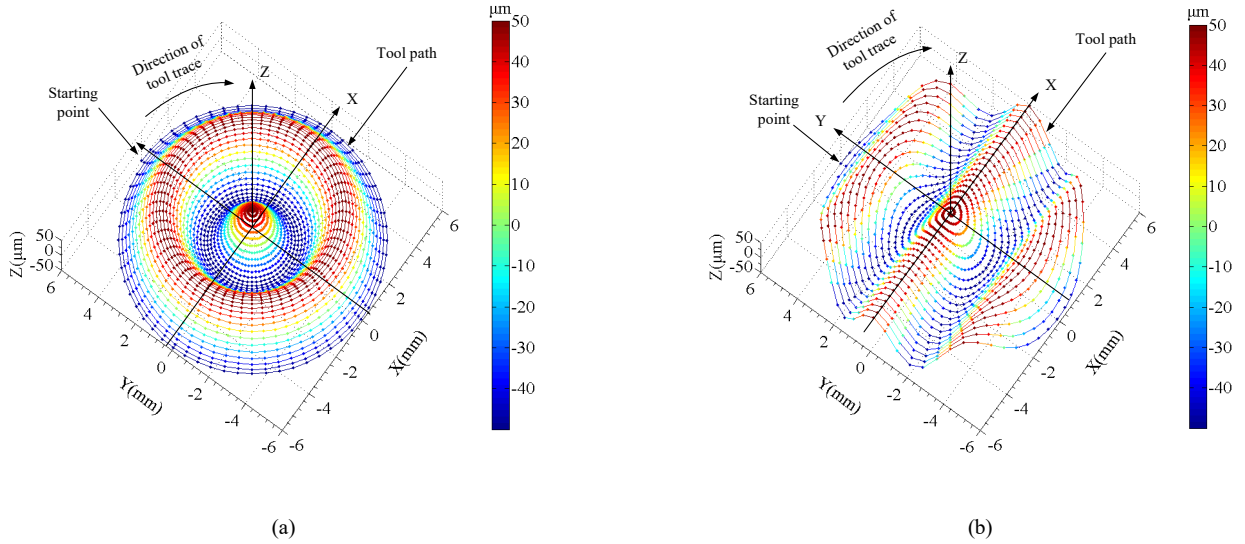 μm
50
40
30
20
10
0
-10
-20
-30
-40
Direction of
tool trace
Z
Tool path
X
Starting
point
Z(μm)
50
0
-50
6
4
2
0
-2
-4
-6
Y(mm)
6
4
2
0
-2
-4
-6
X(mm)
(a)
μm
50
40
30
20
10
0
-10
-20
-30
-40
Direction of
tool trace
Z
Tool path
X
Starting
point
Y
Z(μm)
50
0
-50
6
4
2
0
-2
-4
-6
Y(mm)
6
4
2
0
-2
-4
-6
X(mm)
(b)